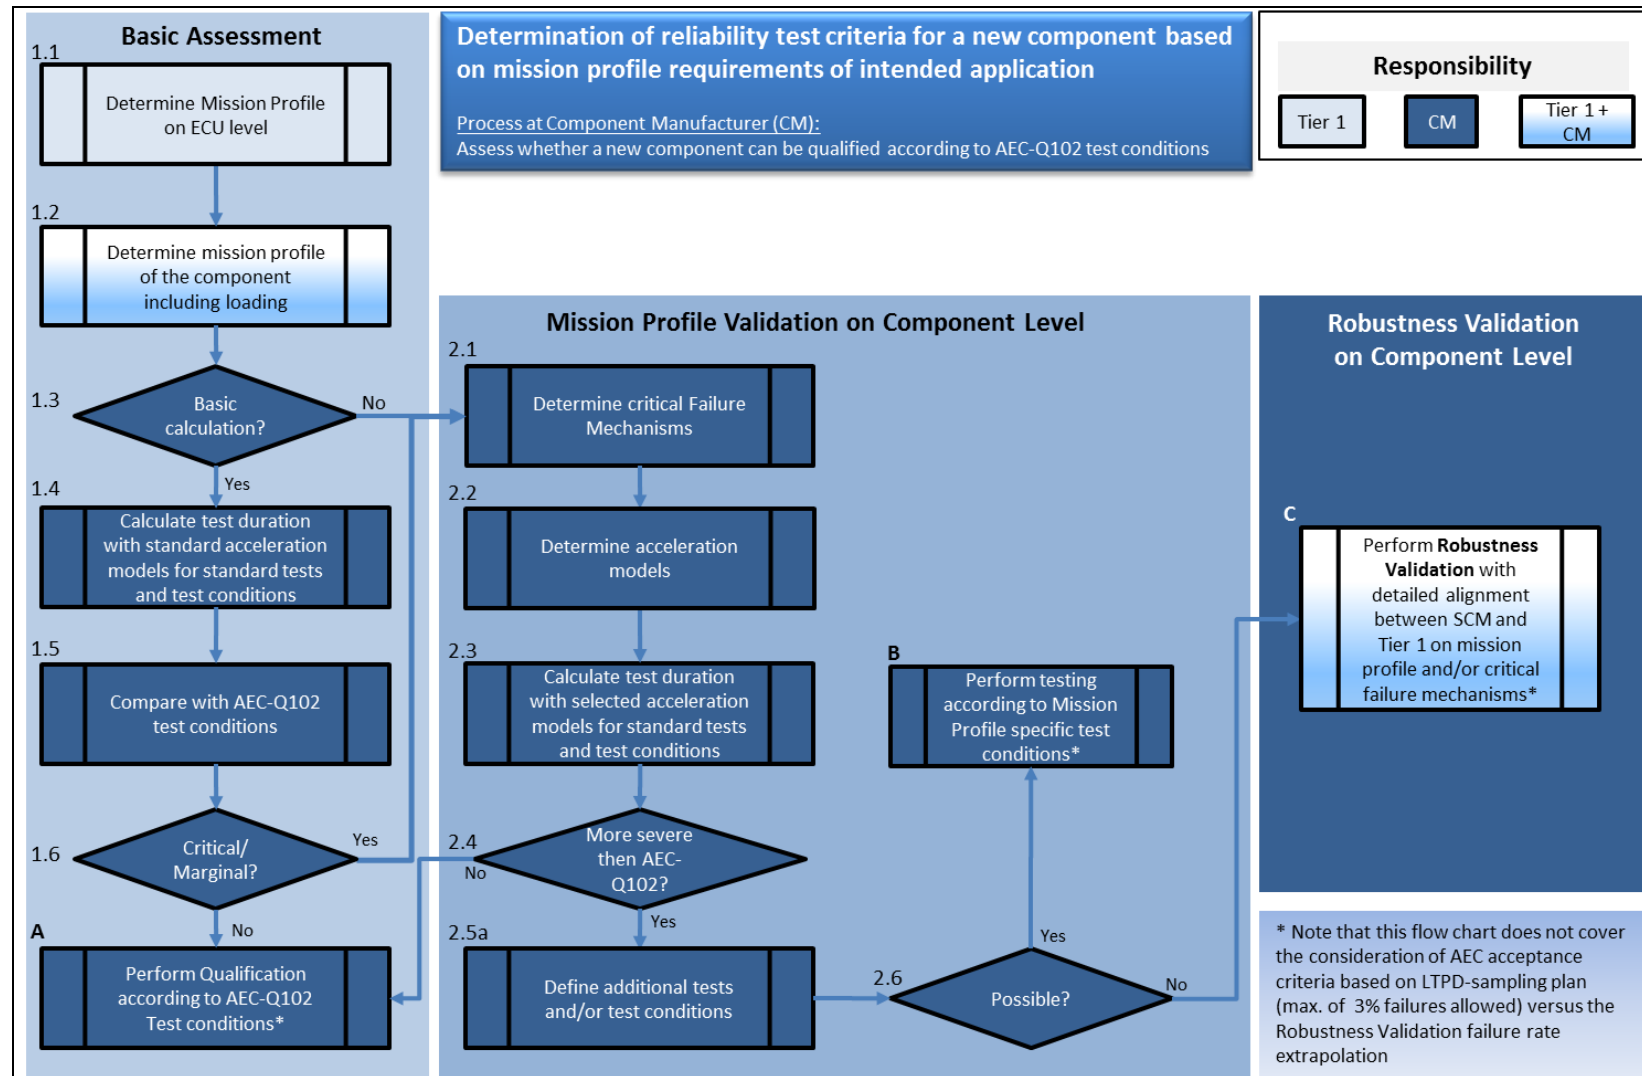 Basic Assessment
1.1
Determine Mission Profile
on ECU level
1.2
Determine mission profile
of the component
including loading
1.3
Basic
calculation?
No
Yes
1.4
Calculate test duration
with standard acceleration
models for standard tests
and test conditions
1.5
Compare with AEC-Q102
test conditions
1.6
Critical/
Marginal?
Yes
No
A
Perform Qualification
according to AEC-Q102
Test conditions*
Determination of reliability test criteria for a new component based
on mission profile requirements of intended application
Process at Component Manufacturer (CM):
Assess whether a new component can be qualified according to AEC-Q102 test conditions
Responsibility
Tier 1
CM
Tier 1 +
CM
Mission Profile Validation on Component Level
2.1
Determine critical Failure
Mechanisms
2.2
Determine acceleration
models
2.3
Calculate test duration
with selected acceleration
models for standard tests
and test conditions
2.4
More severe
then AEC-
Q102?
No
Yes
2.5a
Define additional tests
and/or test conditions
2.6
Possible?
Yes
No
B
Perform testing
according to Mission
Profile specific test
conditions*
Robustness Validation
on Component Level
C
Perform Robustness
Validation with
detailed alignment
between SCM and
Tier 1 on mission
profile and/or critical
failure mechanisms*
* Note that this flow chart does not cover
the consideration of AEC acceptance
criteria based on LTPD-sampling plan
(max. of 3% failures allowed) versus the
Robustness Validation failure rate
extrapolation